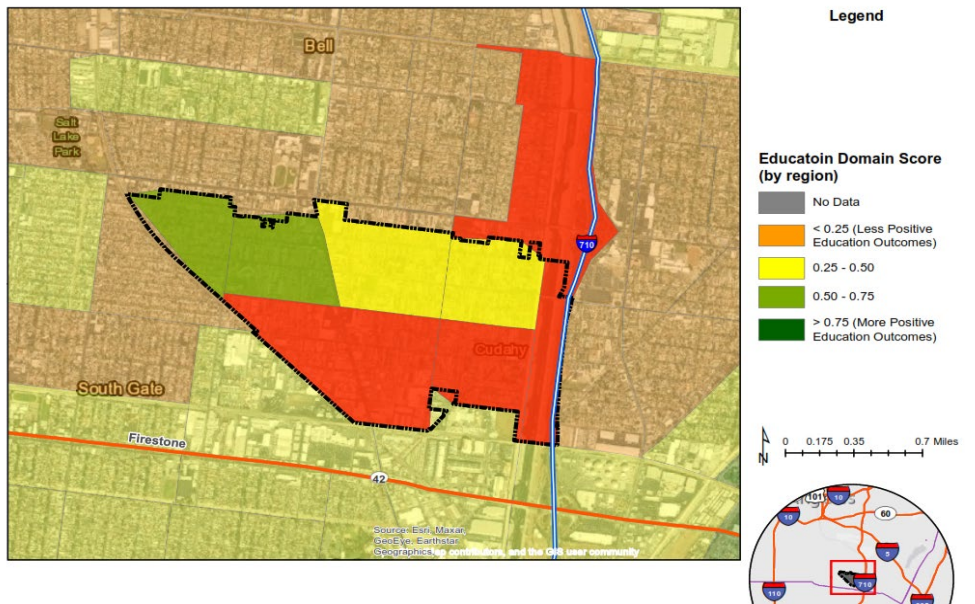 Legend
Bell
Salt
Lake
Park
Educatoin Domain Score
(by region)
No Data
< 0.25 (Less Positive
Education Outcomes)
0.25 - 0.50
0.50 - 0.75
> 0.75 (More Positive
Education Outcomes)
710
Cudahy
South Gate
Firestone
42
N
0 0.175 0.35 0.7 Miles
Source: Esri, Maxar,
GeoEye, Earthstar
Geographics,
contributors, and the GIS user community
101
10
10
60
5
710
110